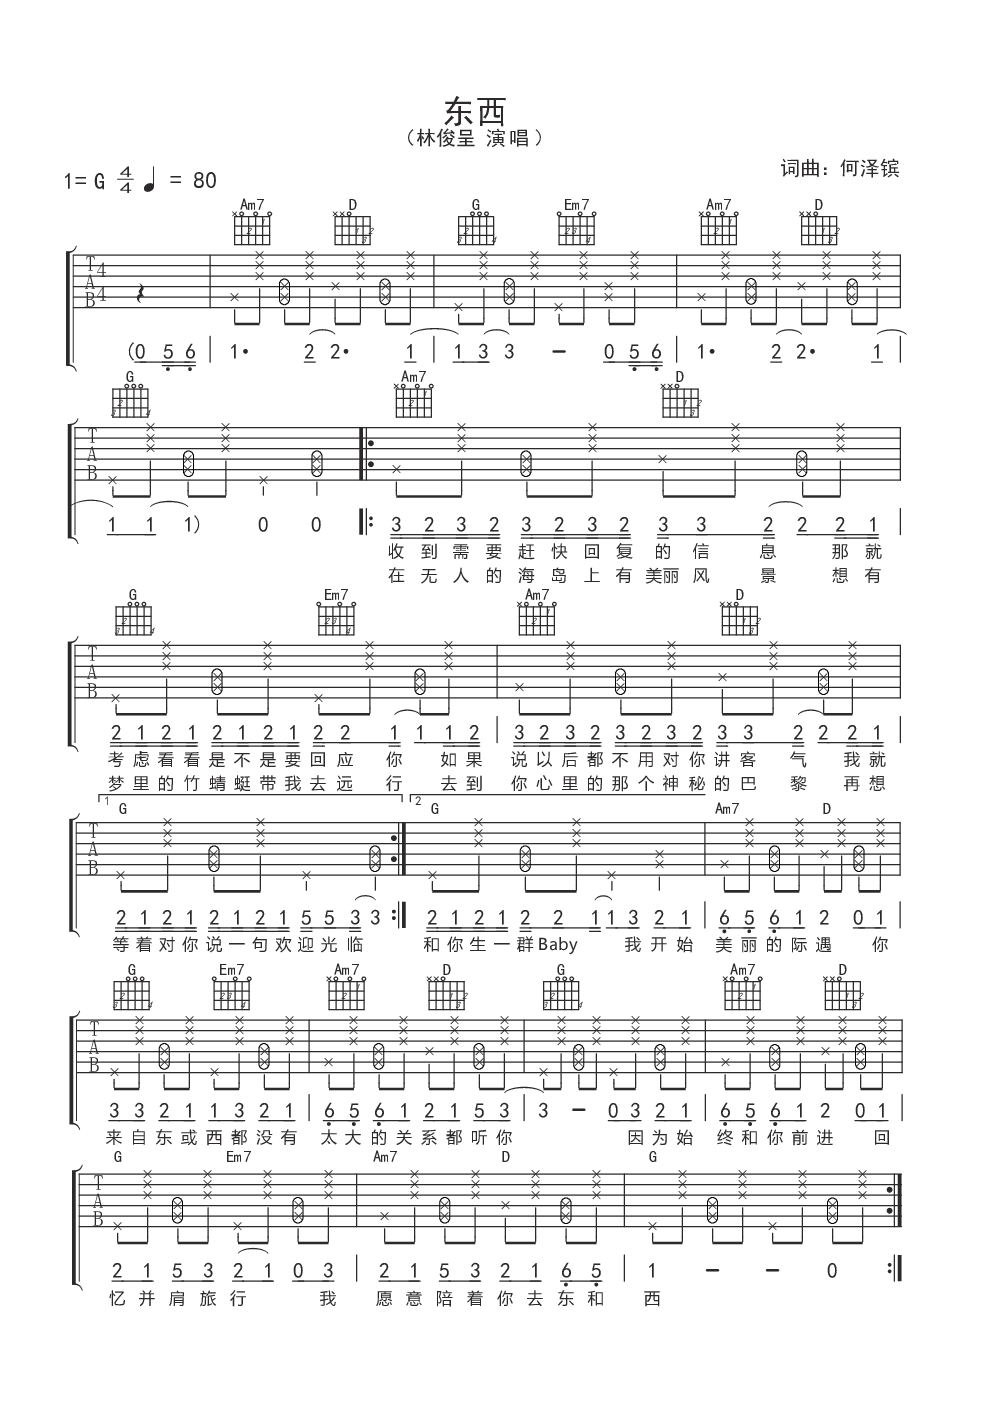 东西
（林俊呈 演唱）
词曲：何泽镔
1=G 4/4 ♩ = 80
Am7 D G Em7 Am7 D
TAB 4/4
(0 5 6 | 1· 2 2· 1 | 1 3 3 - 0 5 6 | 1· 2 2· 1 |
G Am7 D
TAB
1 1 1) 0 0 |: 3 2 3 2 3 2 3 2 3 3 2 2 2 1 |
收到需要赶快回复的信 息 那就
在无人的海岛上有美丽风 景 想有
G Em7 Am7 D
TAB
2 1 2 1 2 1 2 1 2 2 1 1 1 2 | 3 2 3 2 3 2 3 2 3 3 2 2 2 1 |
考虑看看是不是要回应 你 如果 说以后都不用对你讲客 气 我就
梦里的竹蜻蜓带我去远 行 去到 你心里的那个神秘的巴 黎 再想
1 G 2 G Am7 D
TAB
2 1 2 1 2 1 2 1 5 5 3 3 :| 2 1 2 1 2 2 1 1 3 2 1 | 6 5 6 1 2 0 1 |
等着对你说一句欢迎光临 和你生一群Baby 我开始 美丽的际遇 你
G Em7 Am7 D G Am7 D
TAB
3 3 2 1 1 3 2 1 | 6 5 6 1 2 1 5 3 | 3 - 0 3 2 1 | 6 5 6 1 2 0 1 |
来自东或西都没有 太大的关系都听你 因为始 终和你前进 回
G Em7 Am7 D G
TAB
2 1 5 3 2 1 0 3 | 2 1 5 3 2 1 6 5 | 1 - - 0 :|
忆并肩旅行 我 愿意陪着你去东和 西